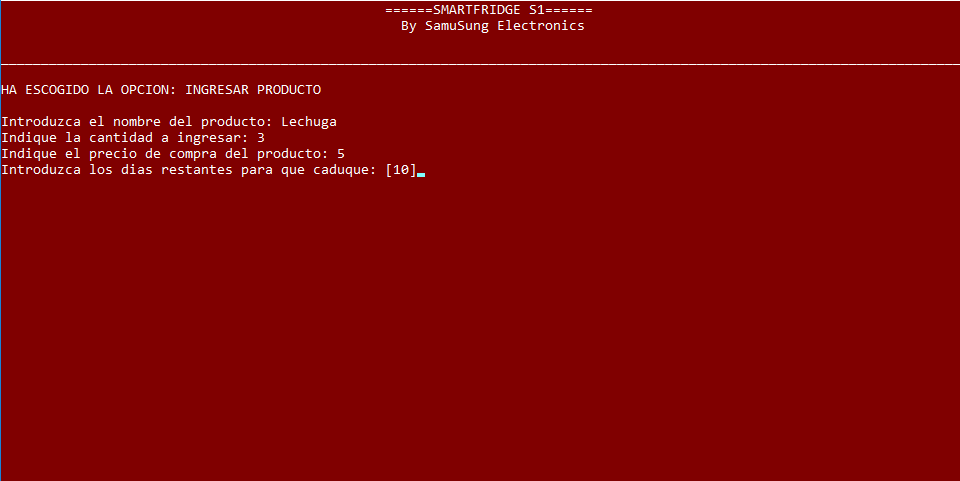 ======SMARTFRIDGE S1======
By SamuSung Electronics
HA ESCOGIDO LA OPCION: INGRESAR PRODUCTO
Introduzca el nombre del producto: Lechuga
Indique la cantidad a ingresar: 3
Indique el precio de compra del producto: 5
Introduzca los dias restantes para que caduque: [10]